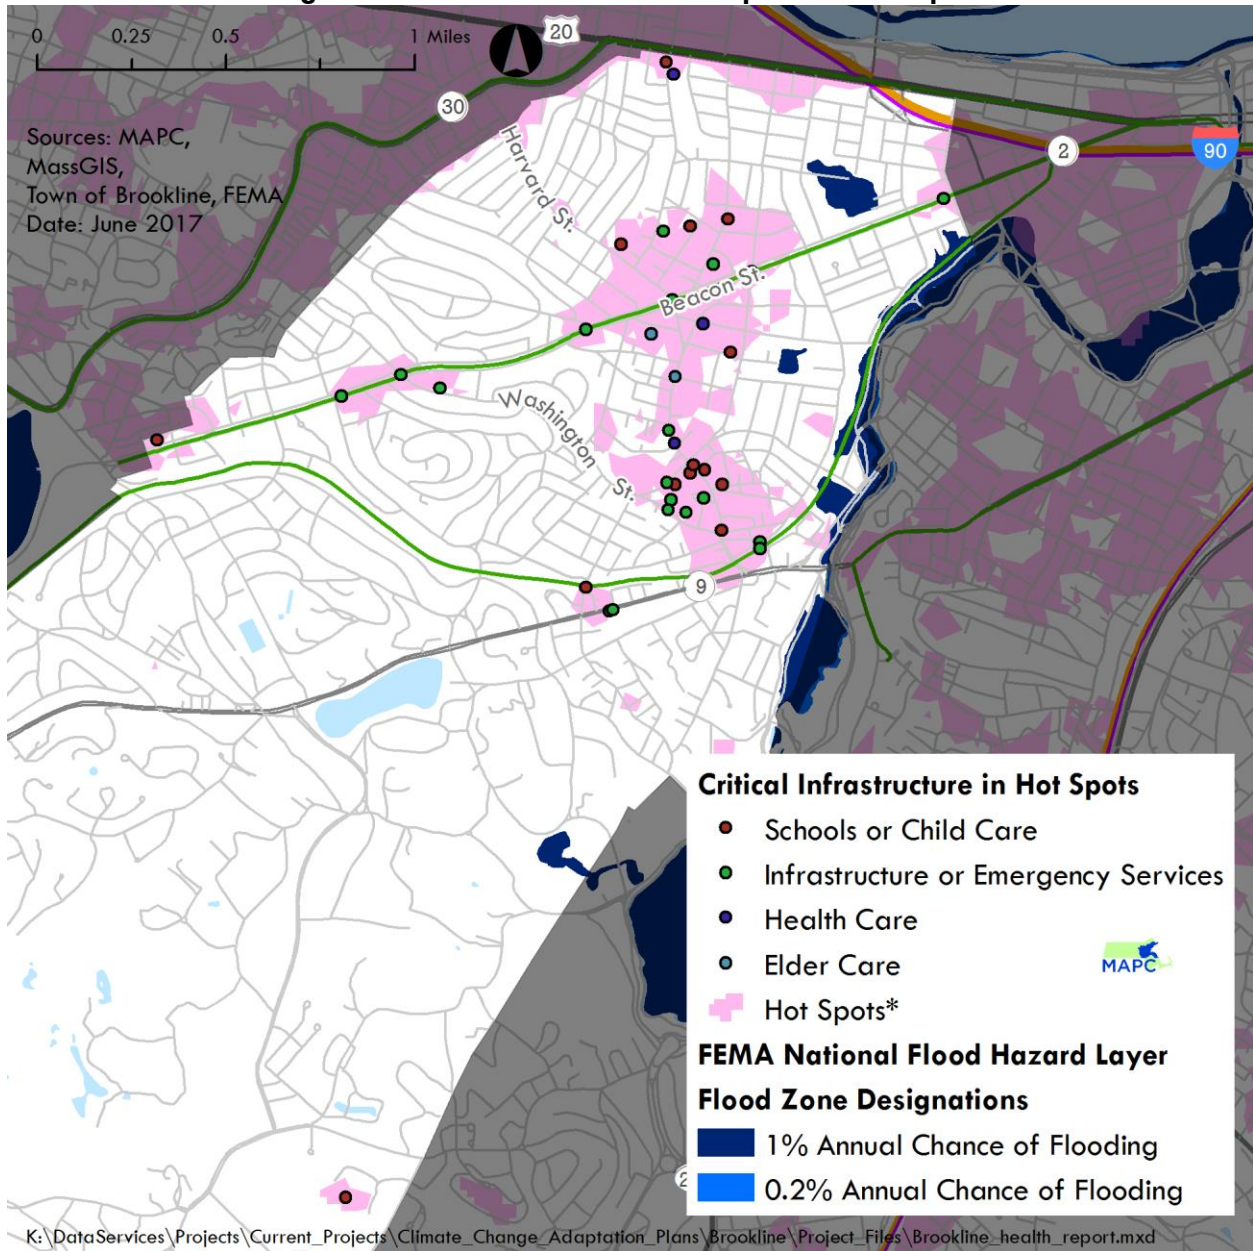 0 0.25 0.5 1 Miles
20
30
2
90
Sources: MAPC,
MassGIS,
Town of Brookline, FEMA
Date: June 2017
Harvard St.
Beacon St.
Washington St.
9
Critical Infrastructure in Hot Spots
Schools or Child Care
Infrastructure or Emergency Services
Health Care
Elder Care
MAPC
Hot Spots*
FEMA National Flood Hazard Layer
Flood Zone Designations
1% Annual Chance of Flooding
0.2% Annual Chance of Flooding
K:\DataServices\Projects\Current_Projects\Climate_Change_Adaptation_Plans\Brookline\Project_Files\Brookline_health_report.mxd